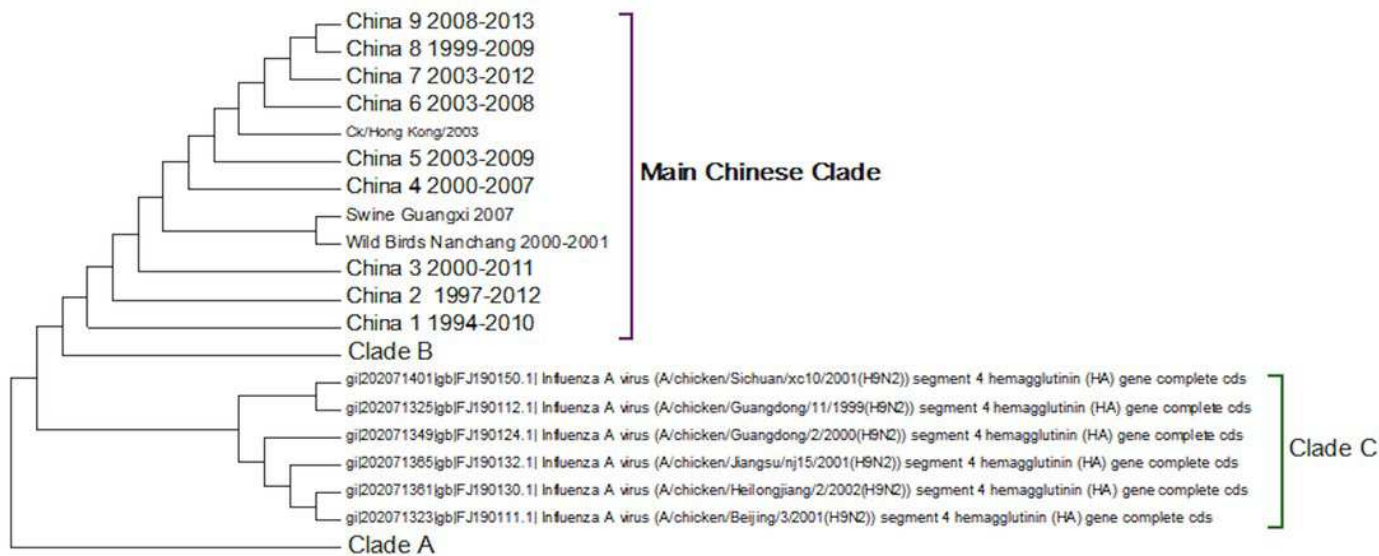 China 9 2008-2013
China 8 1999-2009
China 7 2003-2012
China 6 2003-2008
Ck/Hong Kong/2003
China 5 2003-2009
China 4 2000-2007
Main Chinese Clade
Swine Guangxi 2007
Wild Birds Nanchang 2000-2001
China 3 2000-2011
China 2 1997-2012
China 1 1994-2010
Clade B
gi|202071401|gb|FJ190150.1| Influenza A virus (A/chicken/Sichuan/xc10/2001(H9N2)) segment 4 hemagglutinin (HA) gene complete cds
gi|202071325|gb|FJ190112.1| Influenza A virus (A/chicken/Guangdong/11/1999(H9N2)) segment 4 hemagglutinin (HA) gene complete cds
gi|202071349|gb|FJ190124.1| Influenza A virus (A/chicken/Guangdong/2/2000(H9N2)) segment 4 hemagglutinin (HA) gene complete cds
Clade C
gi|202071365|gb|FJ190132.1| Influenza A virus (A/chicken/Jiangsu/nj15/2001(H9N2)) segment 4 hemagglutinin (HA) gene complete cds
gi|202071361|gb|FJ190130.1| Influenza A virus (A/chicken/Heilongjiang/2/2002(H9N2)) segment 4 hemagglutinin (HA) gene complete cds
gi|202071323|gb|FJ190111.1| Influenza A virus (A/chicken/Beijing/3/2001(H9N2)) segment 4 hemagglutinin (HA) gene complete cds
Clade A